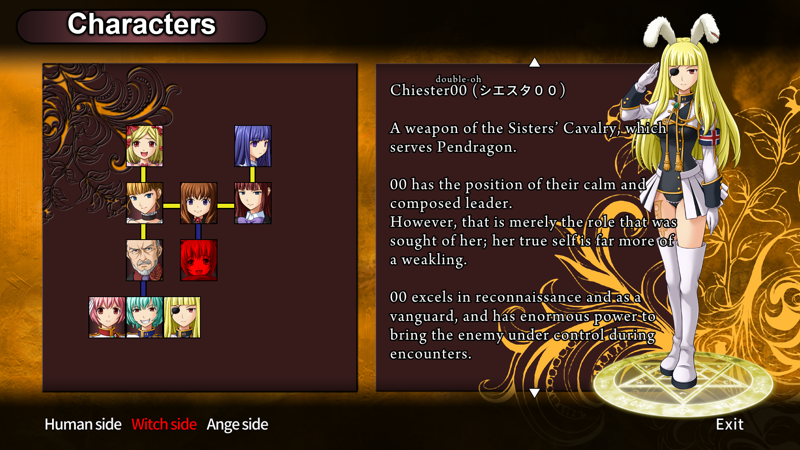 Characters
double-oh
Chiester00 (シエスタ００)
A weapon of the Sisters' Cavalry, which
serves Pendragon.
00 has the position of their calm and
composed leader.
However, that is merely the role that was
sought of her; her true self is far more of
a weakling.
00 excels in reconnaissance and as a
vanguard, and has enormous power to
bring the enemy under control during
encounters.
Human side Witch side Ange side
Exit